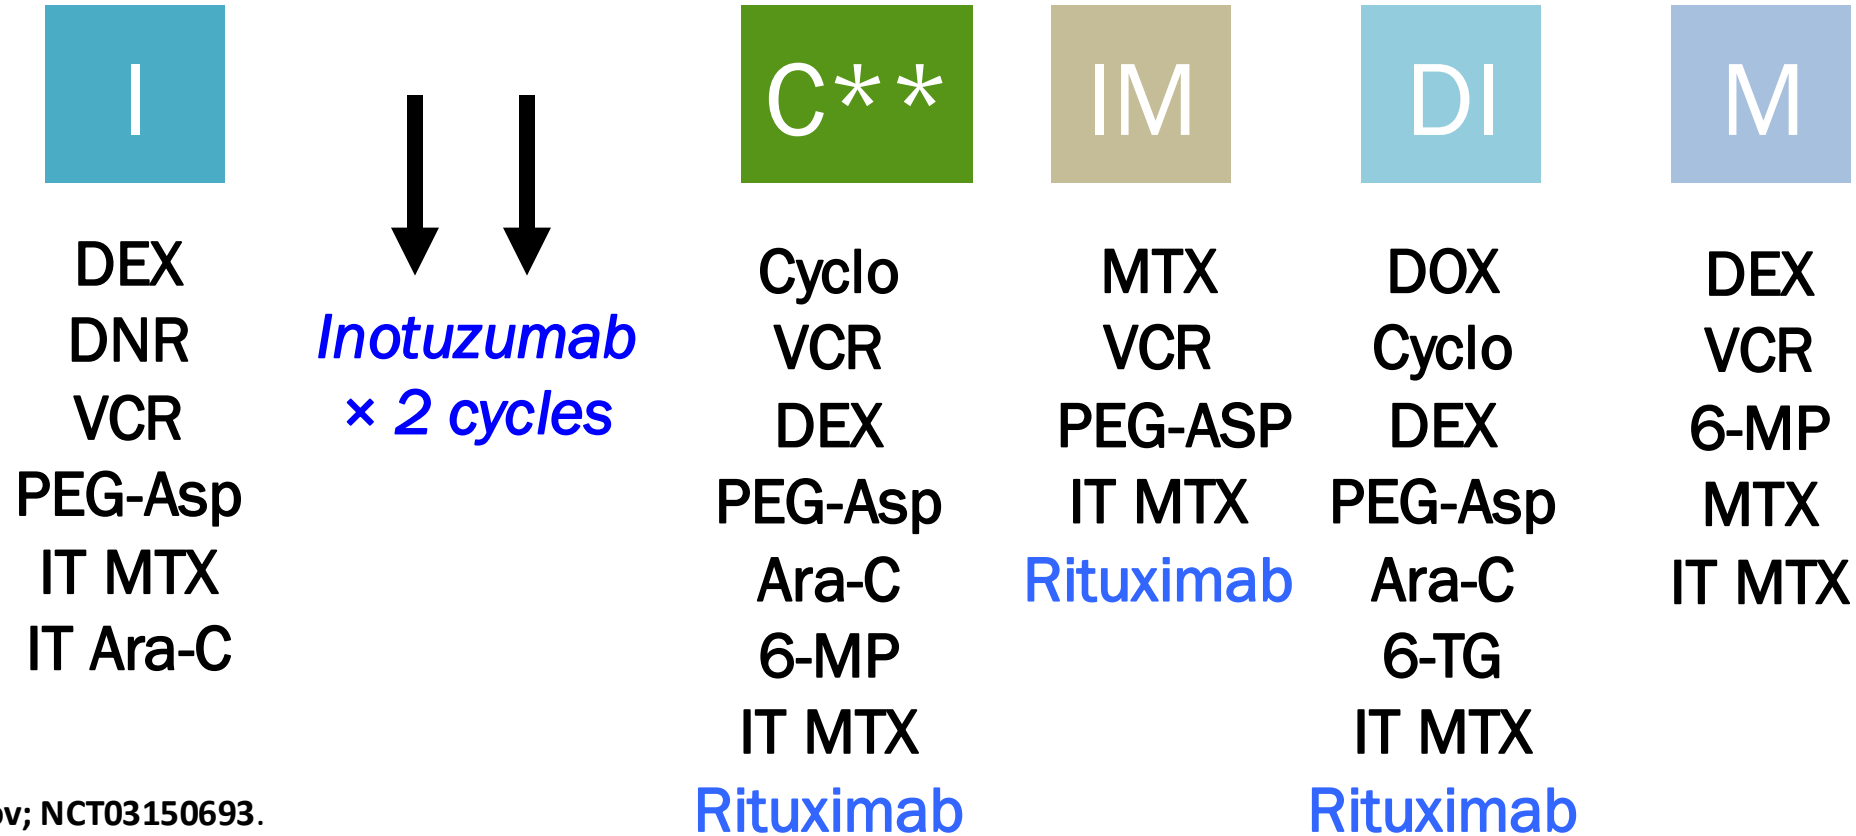 I
DEX
DNR
VCR
PEG-Asp
IT MTX
IT Ara-C
Inotuzumab
× 2 cycles
C**
Cyclo
VCR
DEX
PEG-Asp
Ara-C
6-MP
IT MTX
Rituximab
IM
MTX
VCR
PEG-ASP
IT MTX
Rituximab
DI
DOX
Cyclo
DEX
PEG-Asp
Ara-C
6-TG
IT MTX
Rituximab
M
DEX
VCR
6-MP
MTX
IT MTX
ov; NCT03150693.